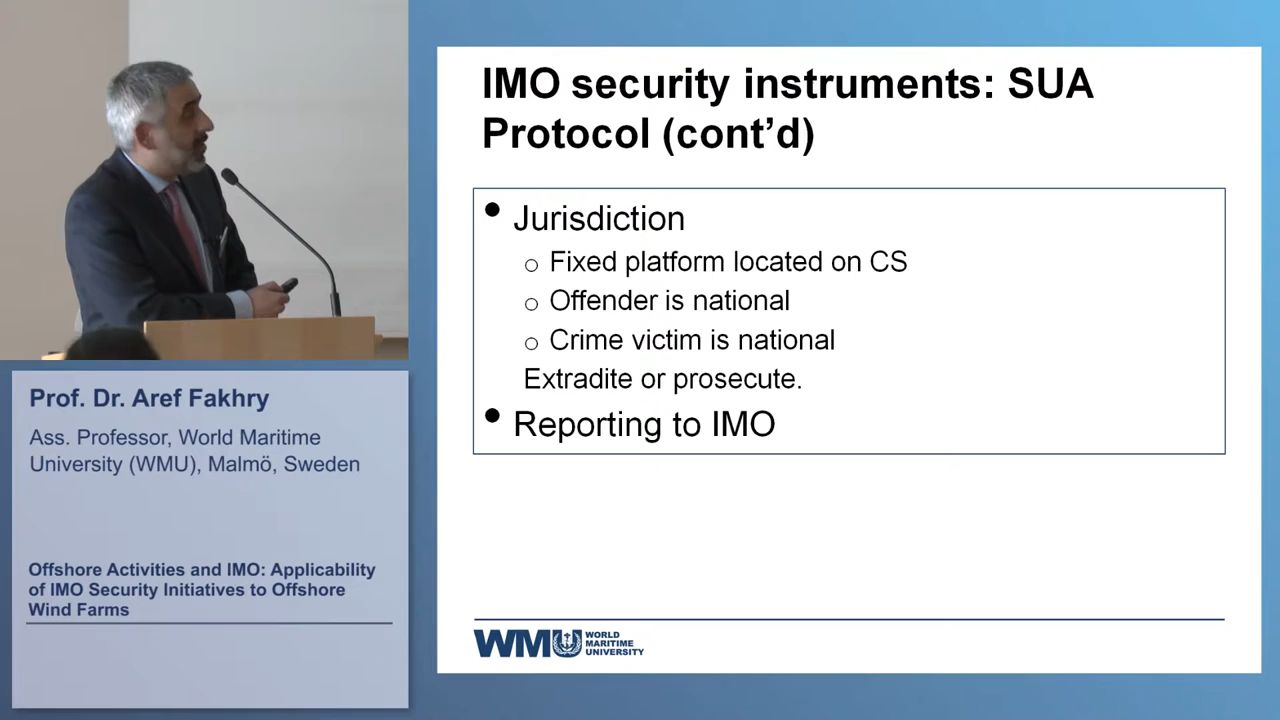 IMO security instruments: SUA
Protocol (cont’d)
• Jurisdiction
o Fixed platform located on CS
o Offender is national
o Crime victim is national
Extradite or prosecute.
• Reporting to IMO
WMU WORLD
MARITIME
UNIVERSITY
Prof. Dr. Aref Fakhry
Ass. Professor, World Maritime
University (WMU), Malmö, Sweden
Offshore Activities and IMO: Applicability
of IMO Security Initiatives to Offshore
Wind Farms